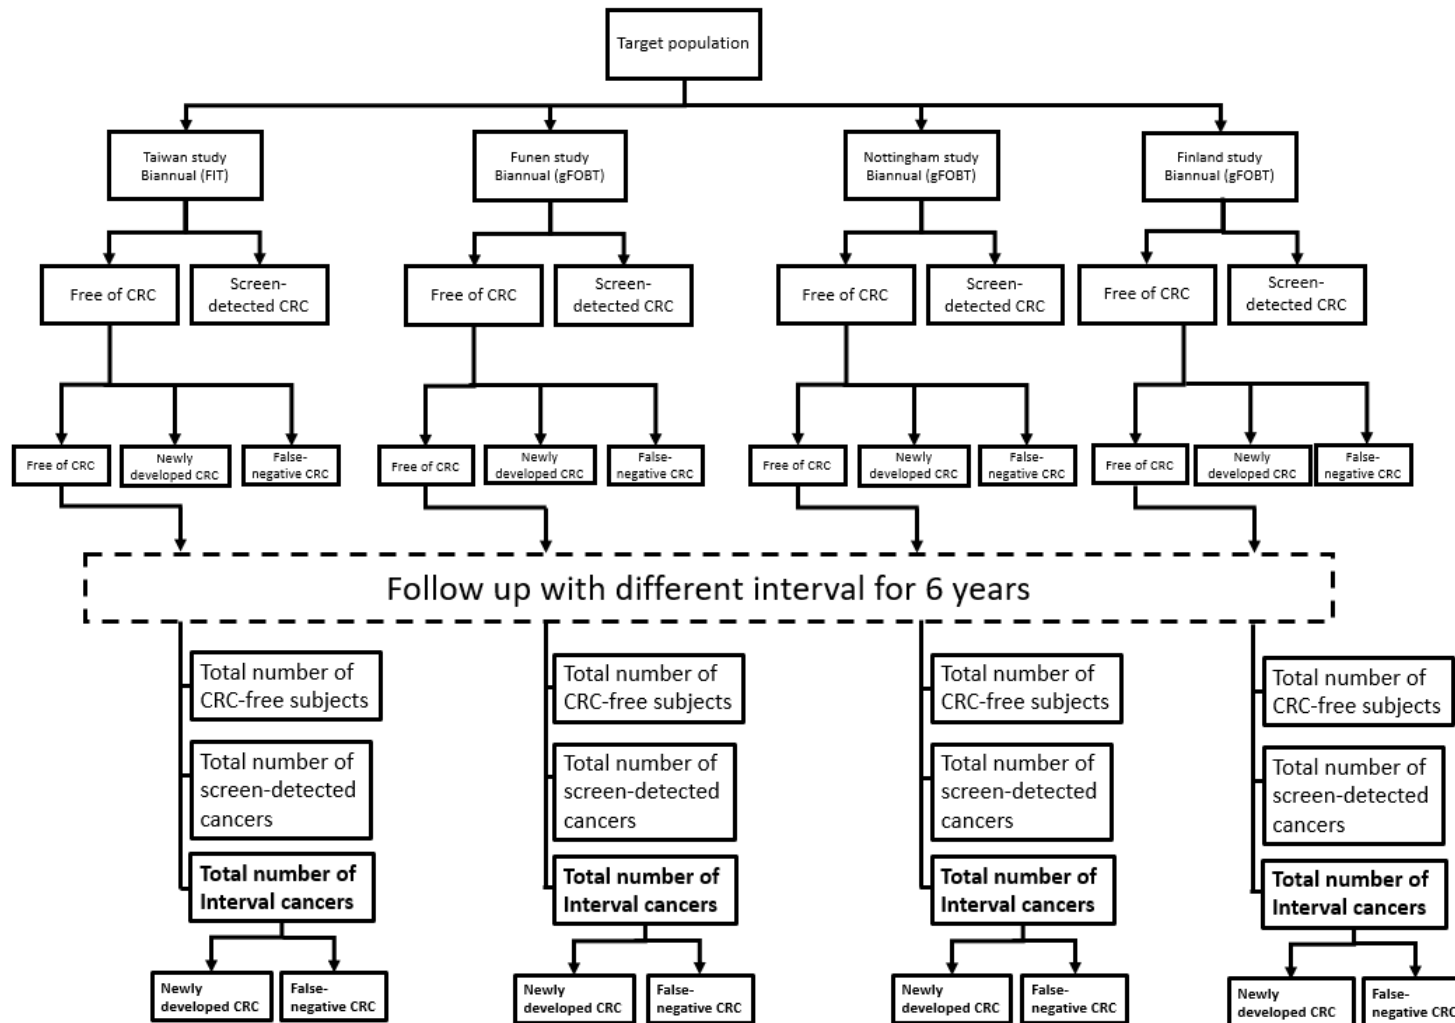 Target population
Taiwan study
Biannual (FIT)
Funen study
Biannual (gFOBT)
Nottingham study
Biannual (gFOBT)
Finland study
Biannual (gFOBT)
Free of CRC
Screen-
detected CRC
Free of CRC
Screen-
detected CRC
Free of CRC
Screen-
detected CRC
Free of CRC
Screen-
detected CRC
Free of CRC
Newly
developed CRC
False-
negative CRC
Free of CRC
Newly
developed CRC
False-
negative CRC
Free of CRC
Newly
developed CRC
False-
negative CRC
Free of CRC
Newly
developed CRC
False-
negative CRC
Follow up with different interval for 6 years
Total number of
CRC-free subjects
Total number of
CRC-free subjects
Total number of
CRC-free subjects
Total number of
CRC-free subjects
Total number of
screen-detected
cancers
Total number of
screen-detected
cancers
Total number of
screen-detected
cancers
Total number of
screen-detected
cancers
Total number of
Interval cancers
Total number of
Interval cancers
Total number of
Interval cancers
Total number of
Interval cancers
Newly
developed CRC
False-
negative CRC
Newly
developed CRC
False-
negative CRC
Newly
developed CRC
False-
negative CRC
Newly
developed CRC
False-
negative CRC